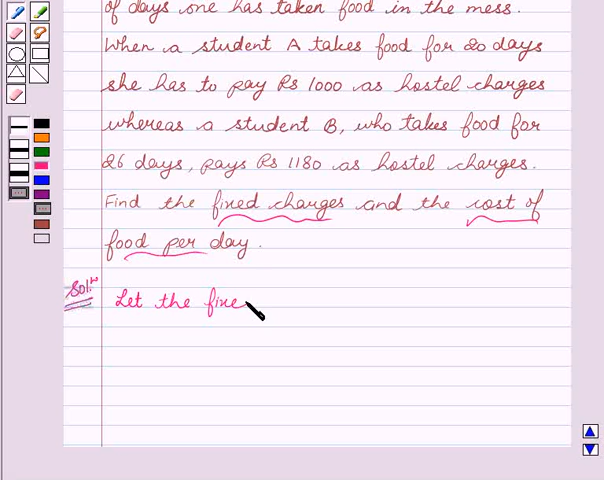 of days one has taken food in the mess.
When a student A takes food for 20 days
she has to pay Rs 1000 as hostel charges
whereas a student B, who takes food for
26 days, pays Rs 1180 as hostel charges.
Find the fixed charges and the cost of
food per day.
Sol:-
Let the fixe